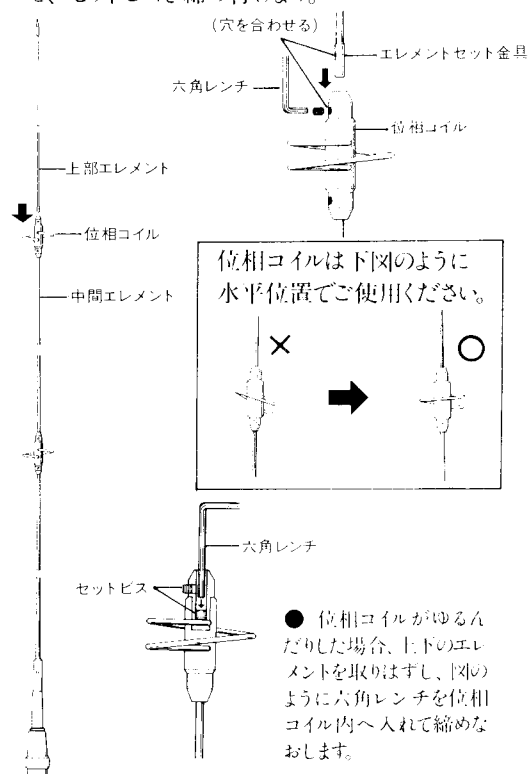 (穴を合わせる)
エレメントセット金具
六角レンチ
位相コイル
上部エレメント
位相コイル
中間エレメント
位相コイルは下図のように
水平位置でご使用ください。
六角レンチ
セットビス
● 位相コイルがゆるん
だりした場合、上下のエレ
メントを取りはずし、図の
ように六角レンチを位相
コイル内へ入れて締めな
おします。